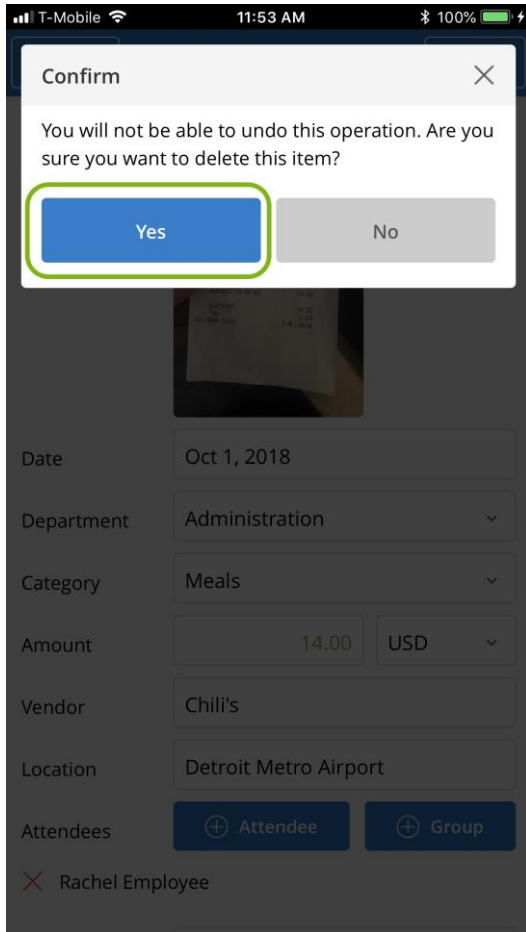 T-Mobile 11:53 AM 100%
Confirm
You will not be able to undo this operation. Are you
sure you want to delete this item?
Yes No
Date Oct 1, 2018
Department Administration
Category Meals
Amount 14.00 USD
Vendor Chili's
Location Detroit Metro Airport
Attendees Attendee Group
Rachel Employee